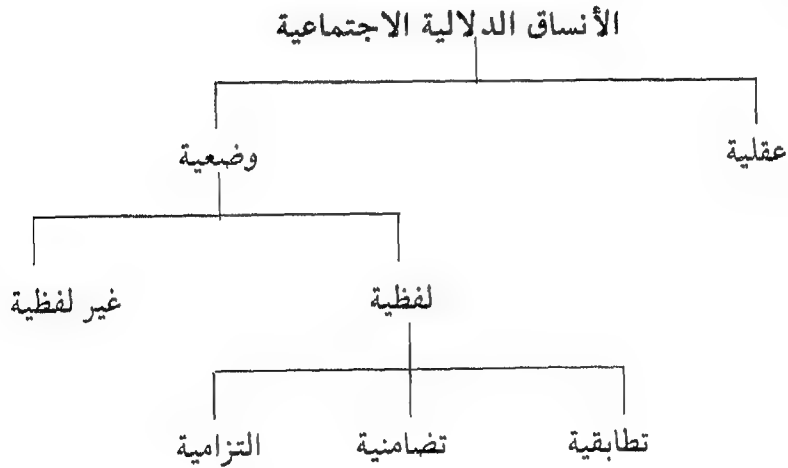 الأنساق الدلالية الاجتماعية
عقلية
وضعية
لفظية
غير لفظية
تطابقية
تضامنية
التزامية